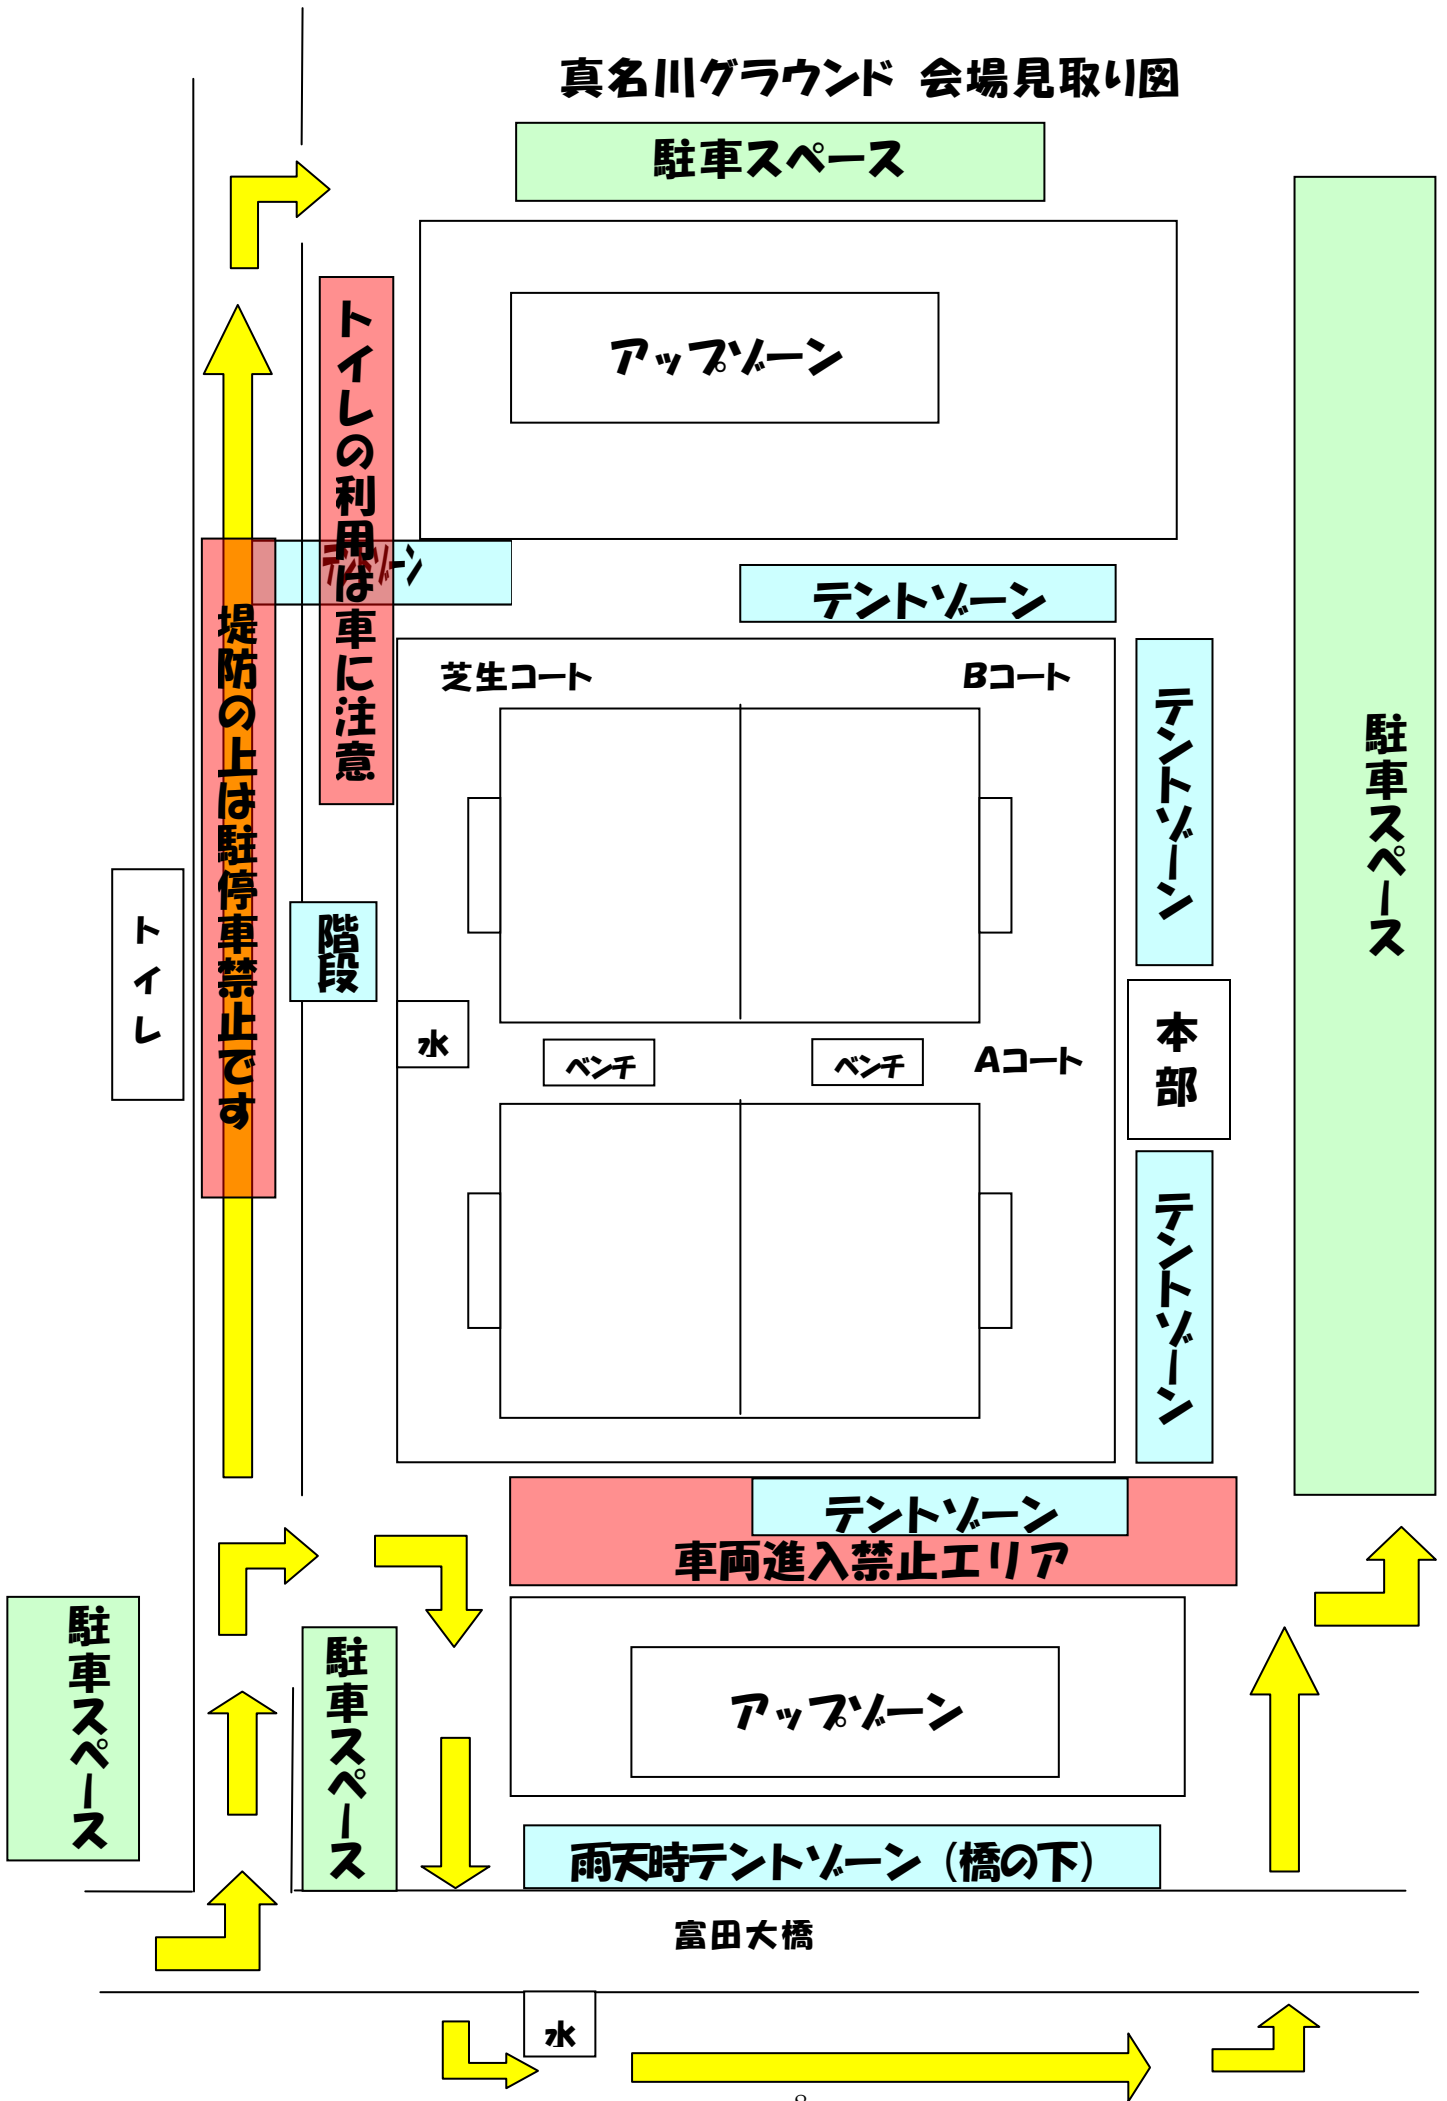 真名川グラウンド 会場見取り図
駐車スペース
アップゾーン
トイレの利用は車に注意
テントゾーン
テントゾーン
堤防の上は駐停車禁止です
芝生コート
Bコート
テントゾーン
駐車スペース
トイレ
階段
水
ベンチ
ベンチ
Aコート
本部
テントゾーン
テントゾーン
車両進入禁止エリア
駐車スペース
駐車スペース
アップゾーン
雨天時テントゾーン（橋の下）
富田大橋
水